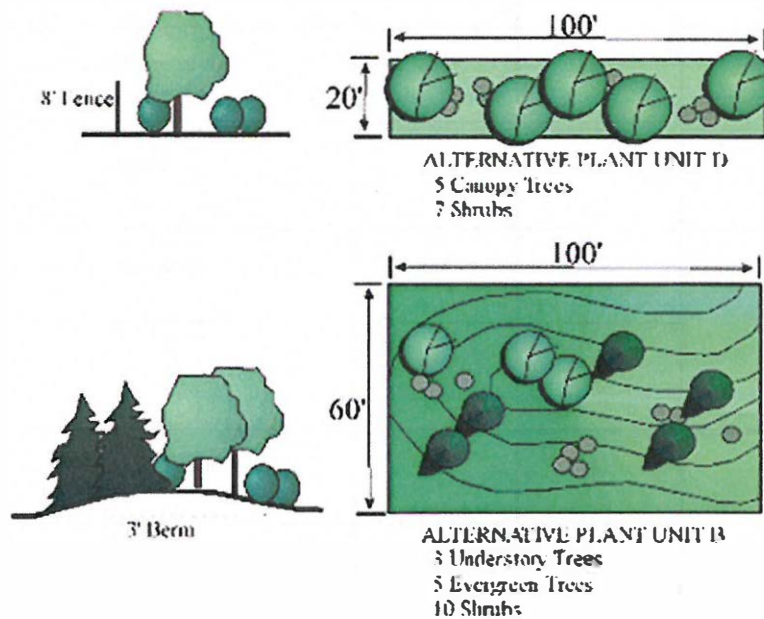 100'
8' Fence
20'
ALTERNATIVE PLANT UNIT D
5 Canopy Trees
7 Shrubs
100'
60'
3' Berm
ALTERNATIVE PLANT UNIT B
3 Understory Trees
5 Evergreen Trees
10 Shrubs